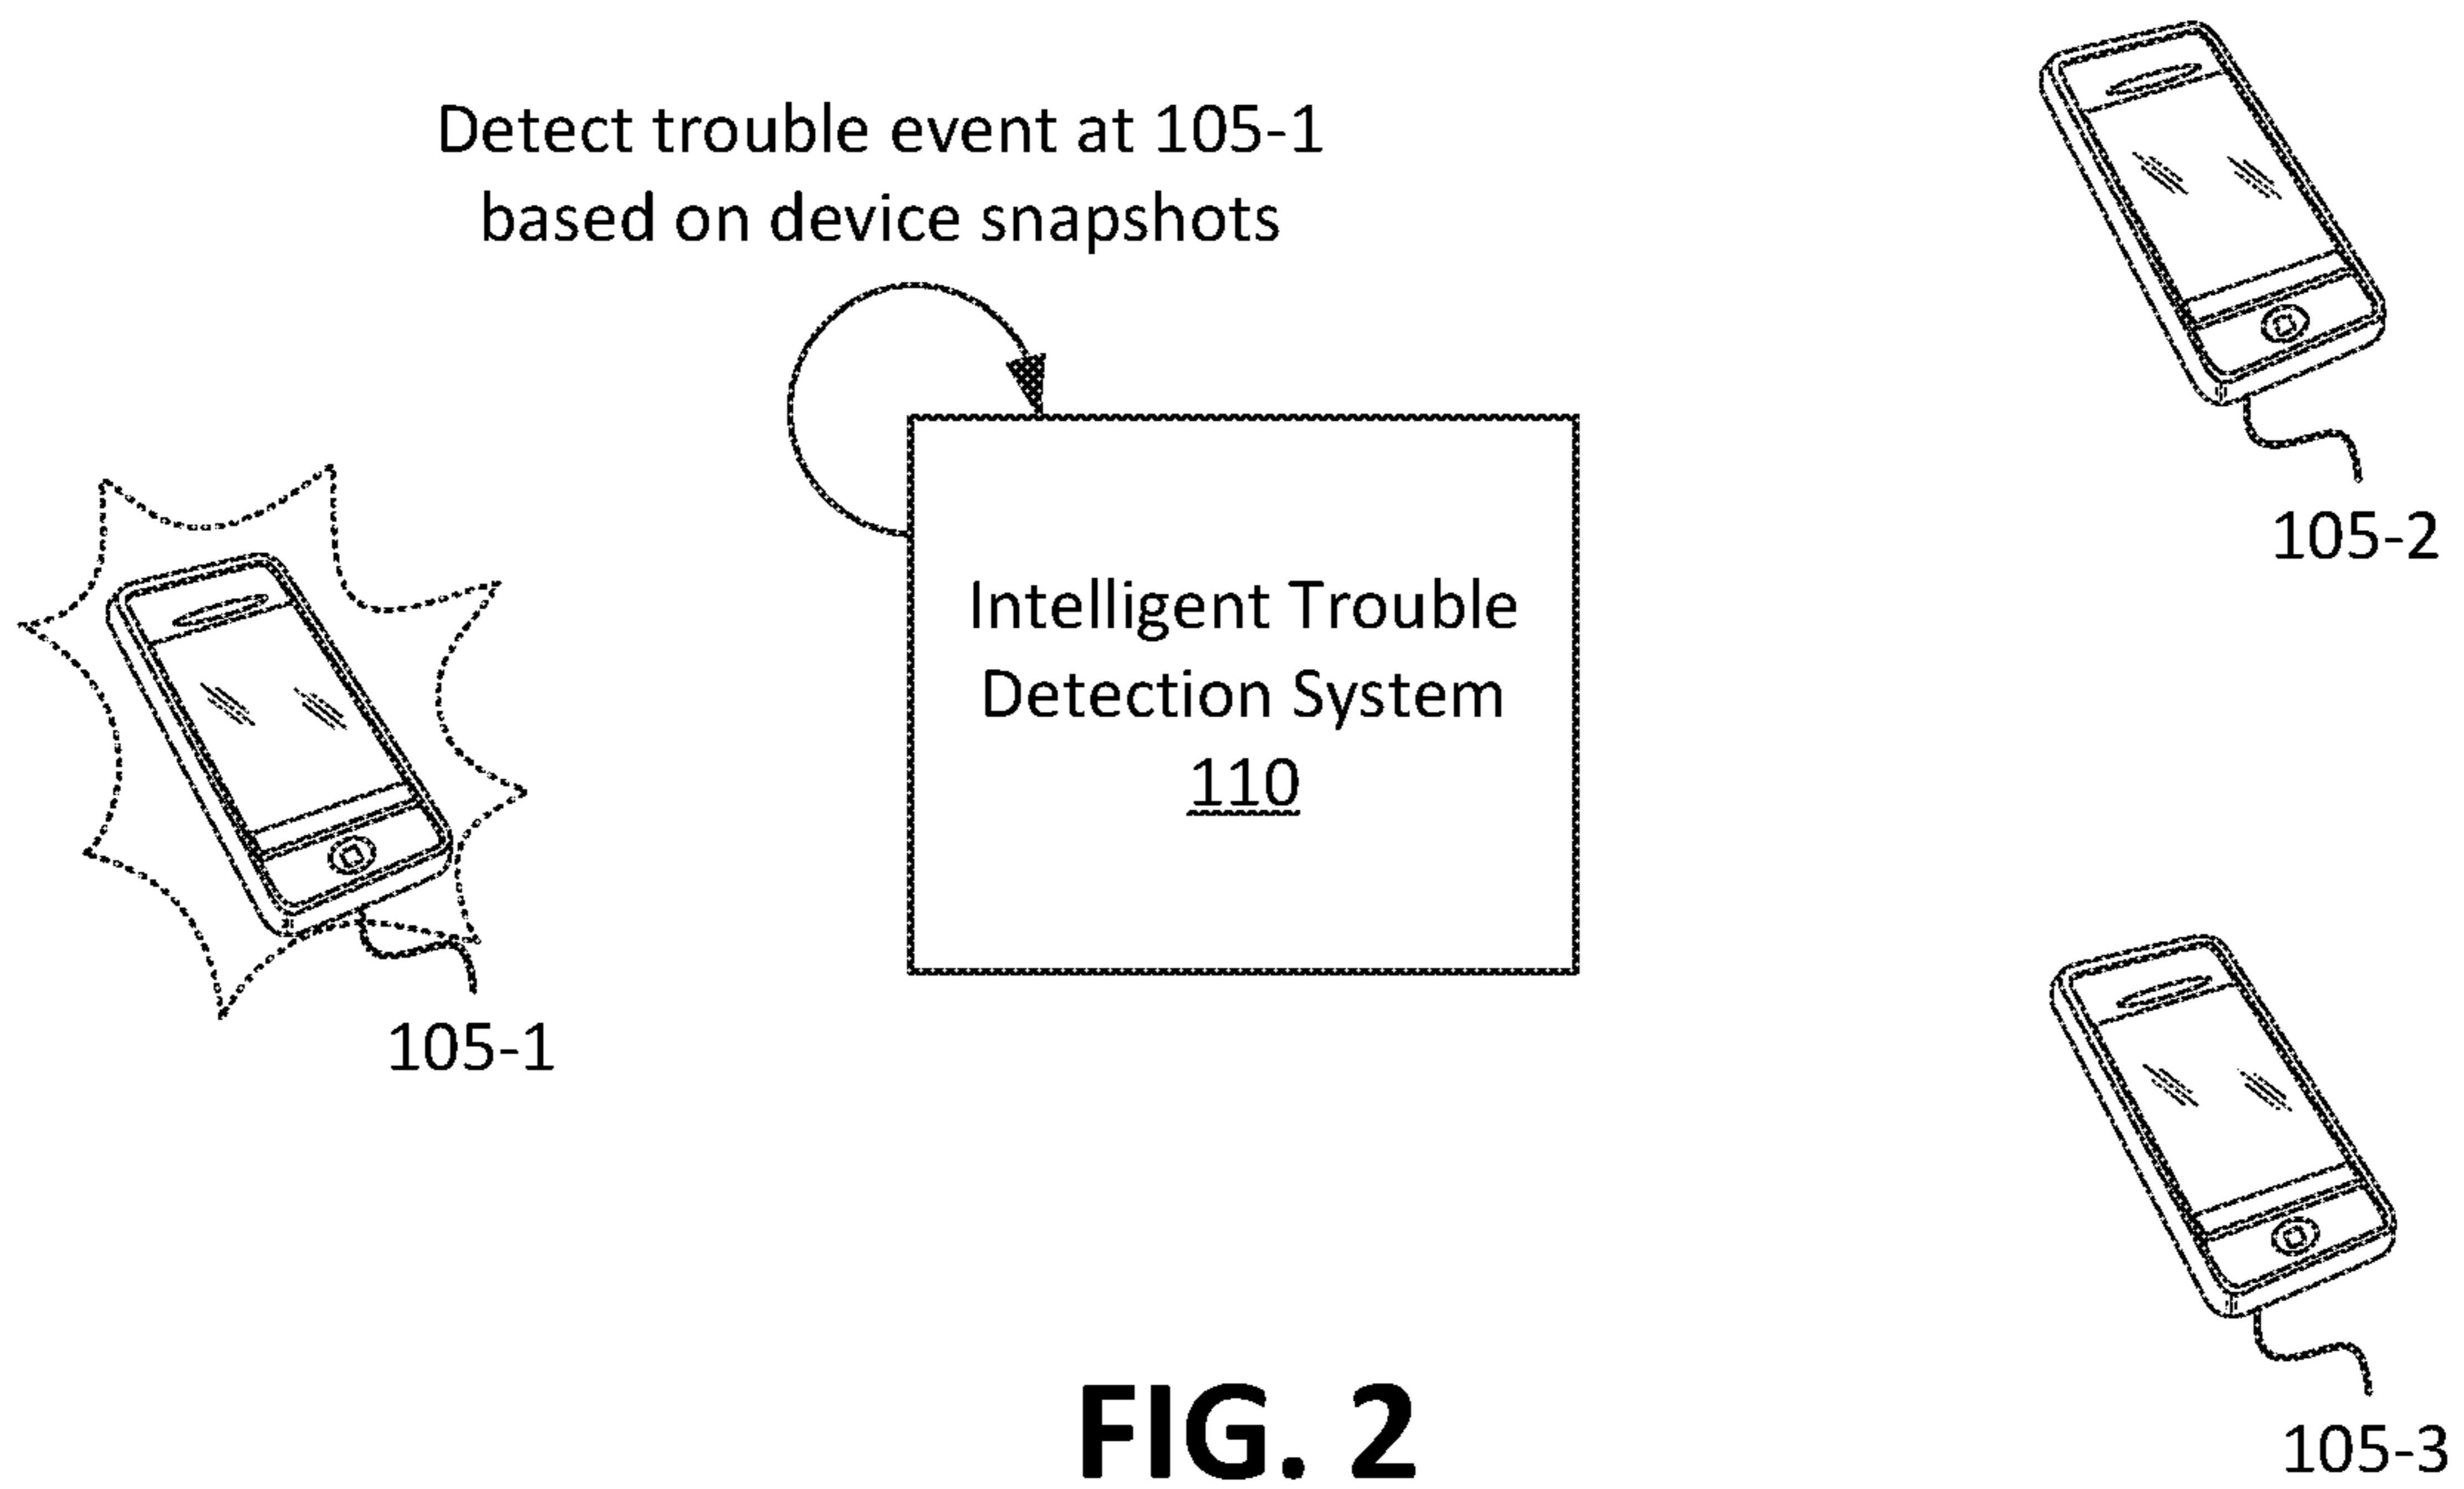 Detect trouble event at 105-1
based on device snapshots
105-2
Intelligent Trouble
Detection System
110
105-1
105-3
FIG. 2